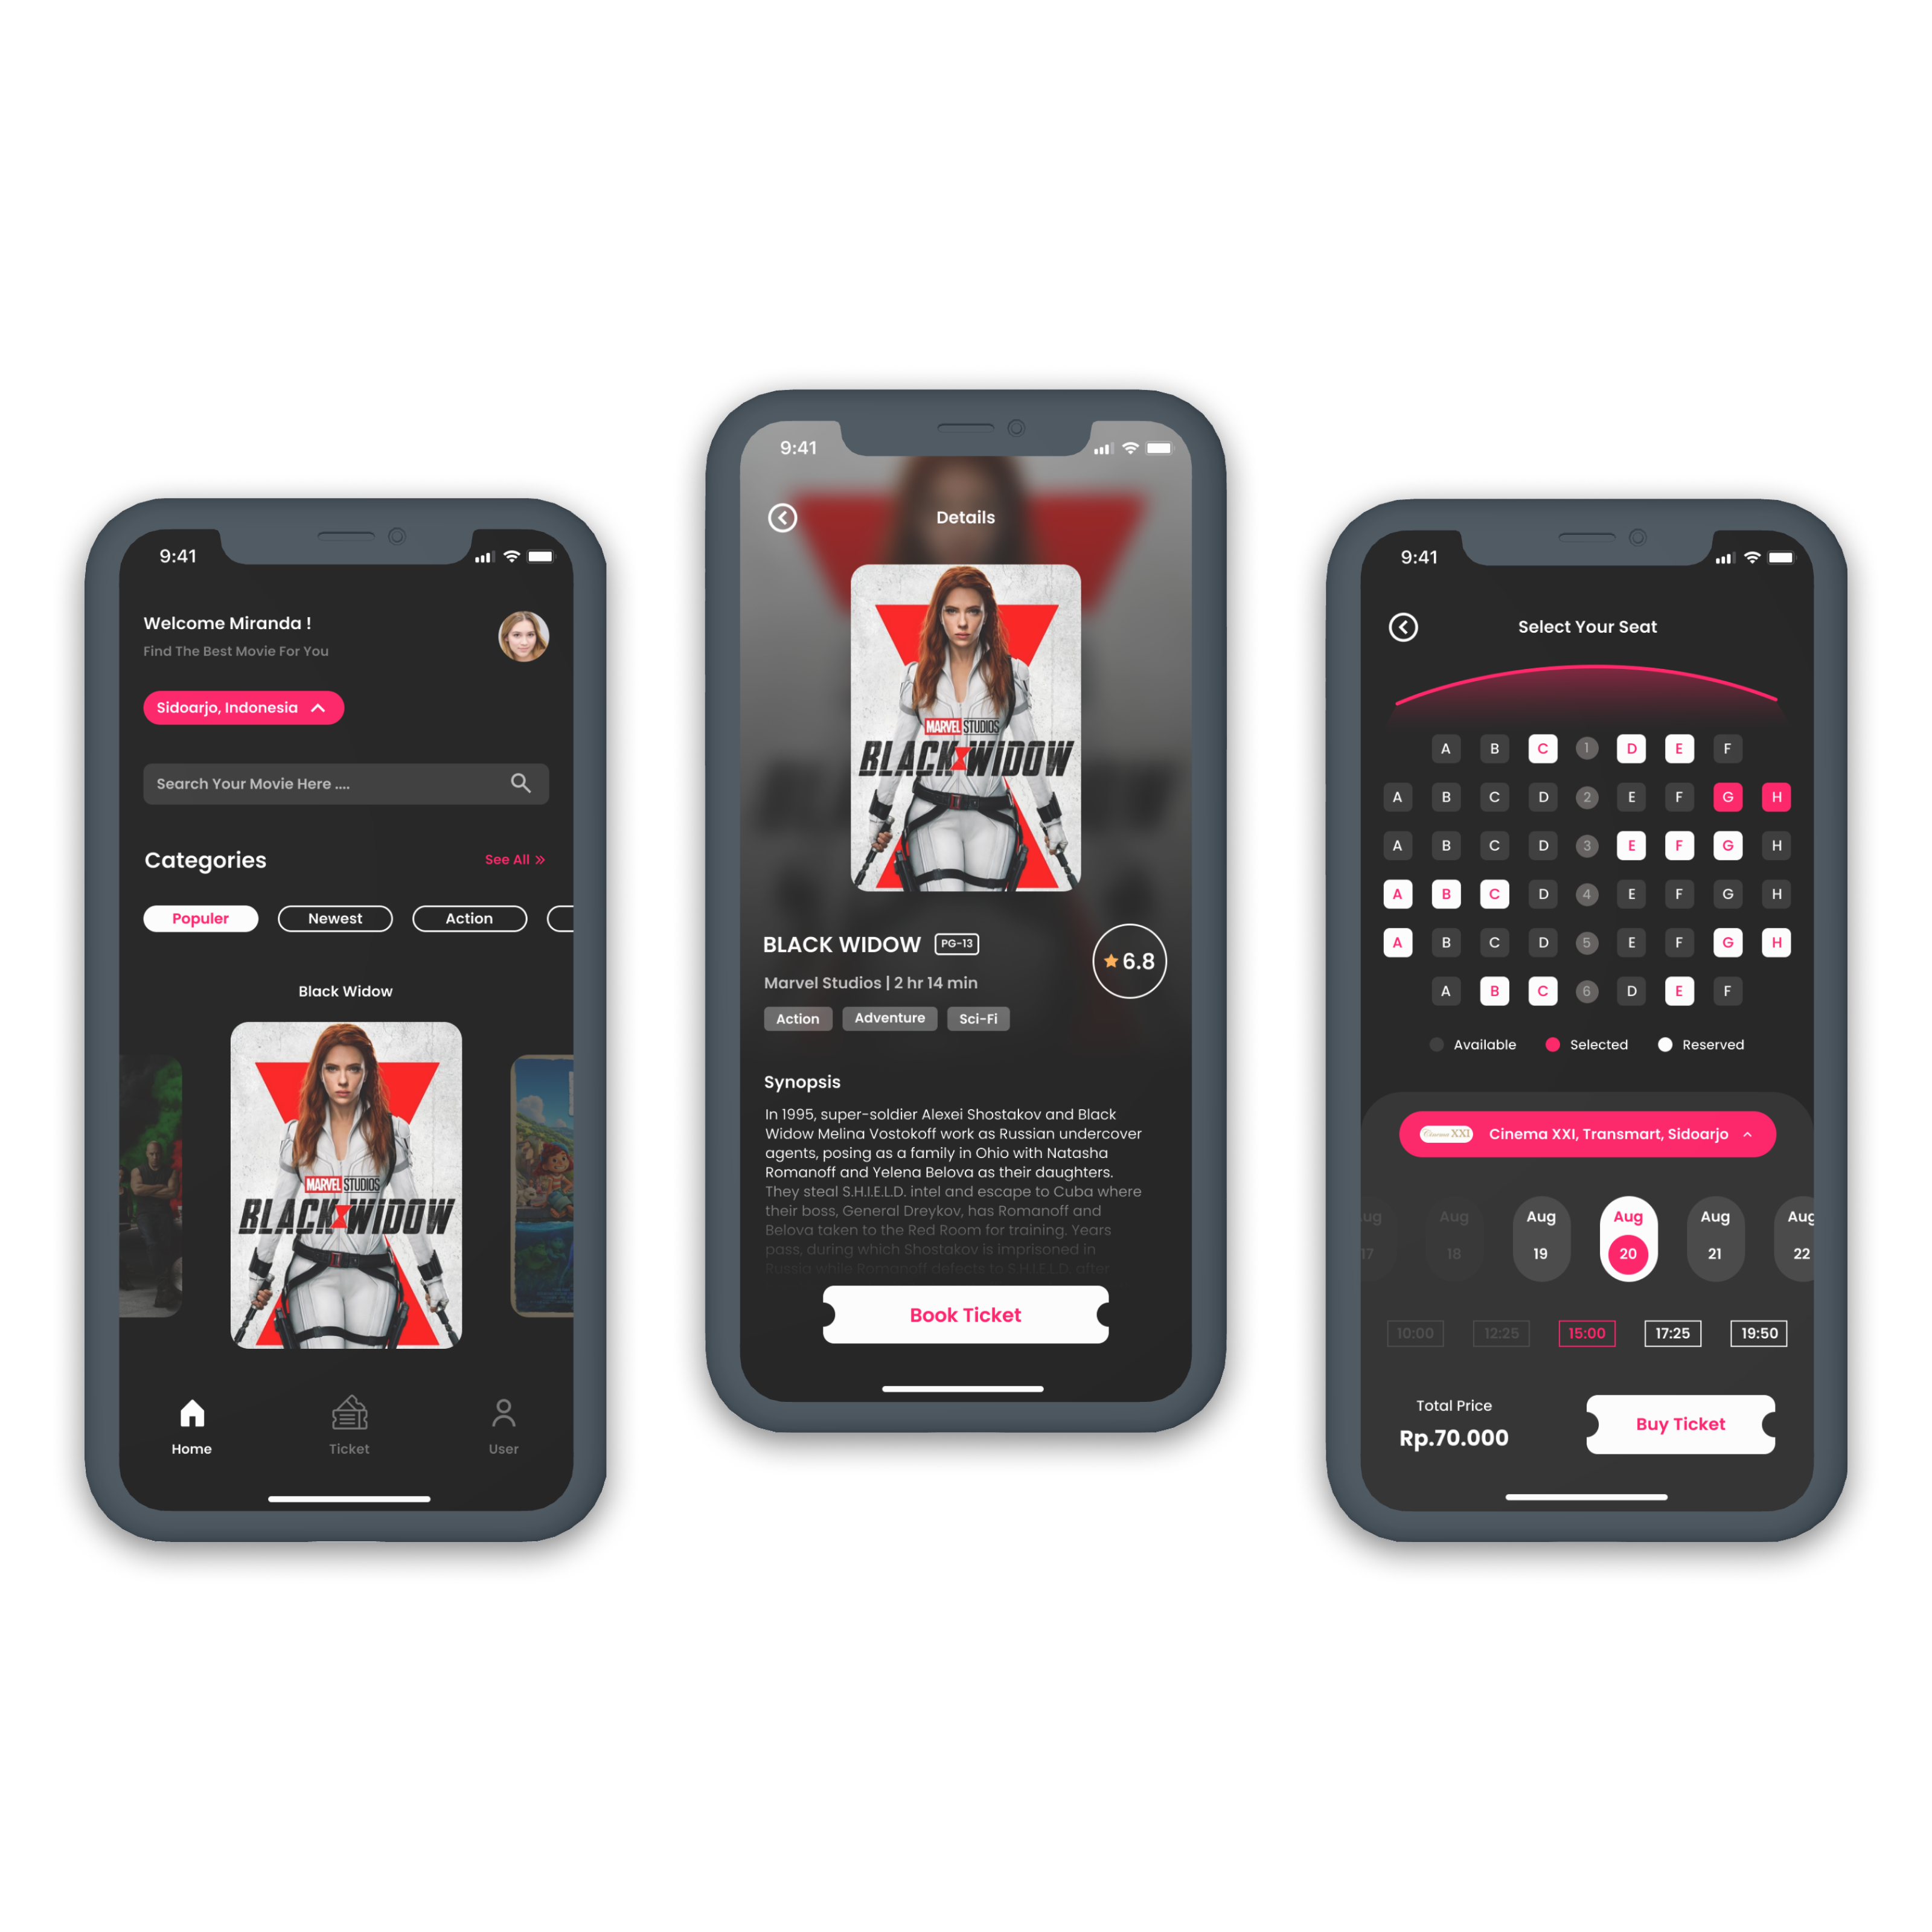 9:41
Welcome Miranda !
Find The Best Movie For You
Sidoarjo, Indonesia
Search Your Movie Here ....
Categories
See All »
Populer
Newest
Action
Black Widow
MARVEL STUDIOS
BLACK WIDOW
Home
Ticket
User
9:41
Details
MARVEL STUDIOS
BLACK WIDOW
BLACK WIDOW PG-13
6.8
Marvel Studios | 2 hr 14 min
Action Adventure Sci-Fi
Synopsis
In 1995, super-soldier Alexei Shostakov and Black
Widow Melina Vostokoff work as Russian undercover
agents, posing as a family in Ohio with Natasha
Romanoff and Yelena Belova as their daughters.
They steal S.H.I.E.L.D. intel and escape to Cuba where
their boss, General Dreykov, has Romanoff and
Belova taken to the Red Room for training. Years
pass, during which Shostakov is imprisoned in
Russia while Romanoff defects to S.H.I.E.L.D. after
Book Ticket
9:41
Select Your Seat
A B C 1 D E F
A B C D 2 E F G H
A B C D 3 E F G H
A B C D 4 E F G H
A B C D 5 E F G H
A B C 6 D E F
Available Selected Reserved
Cinema XXI Cinema XXI, Transmart, Sidoarjo
Aug Aug Aug Aug Aug Aug
17 18 19 20 21 22
10:00 12:25 15:00 17:25 19:50
Total Price
Rp.70.000
Buy Ticket